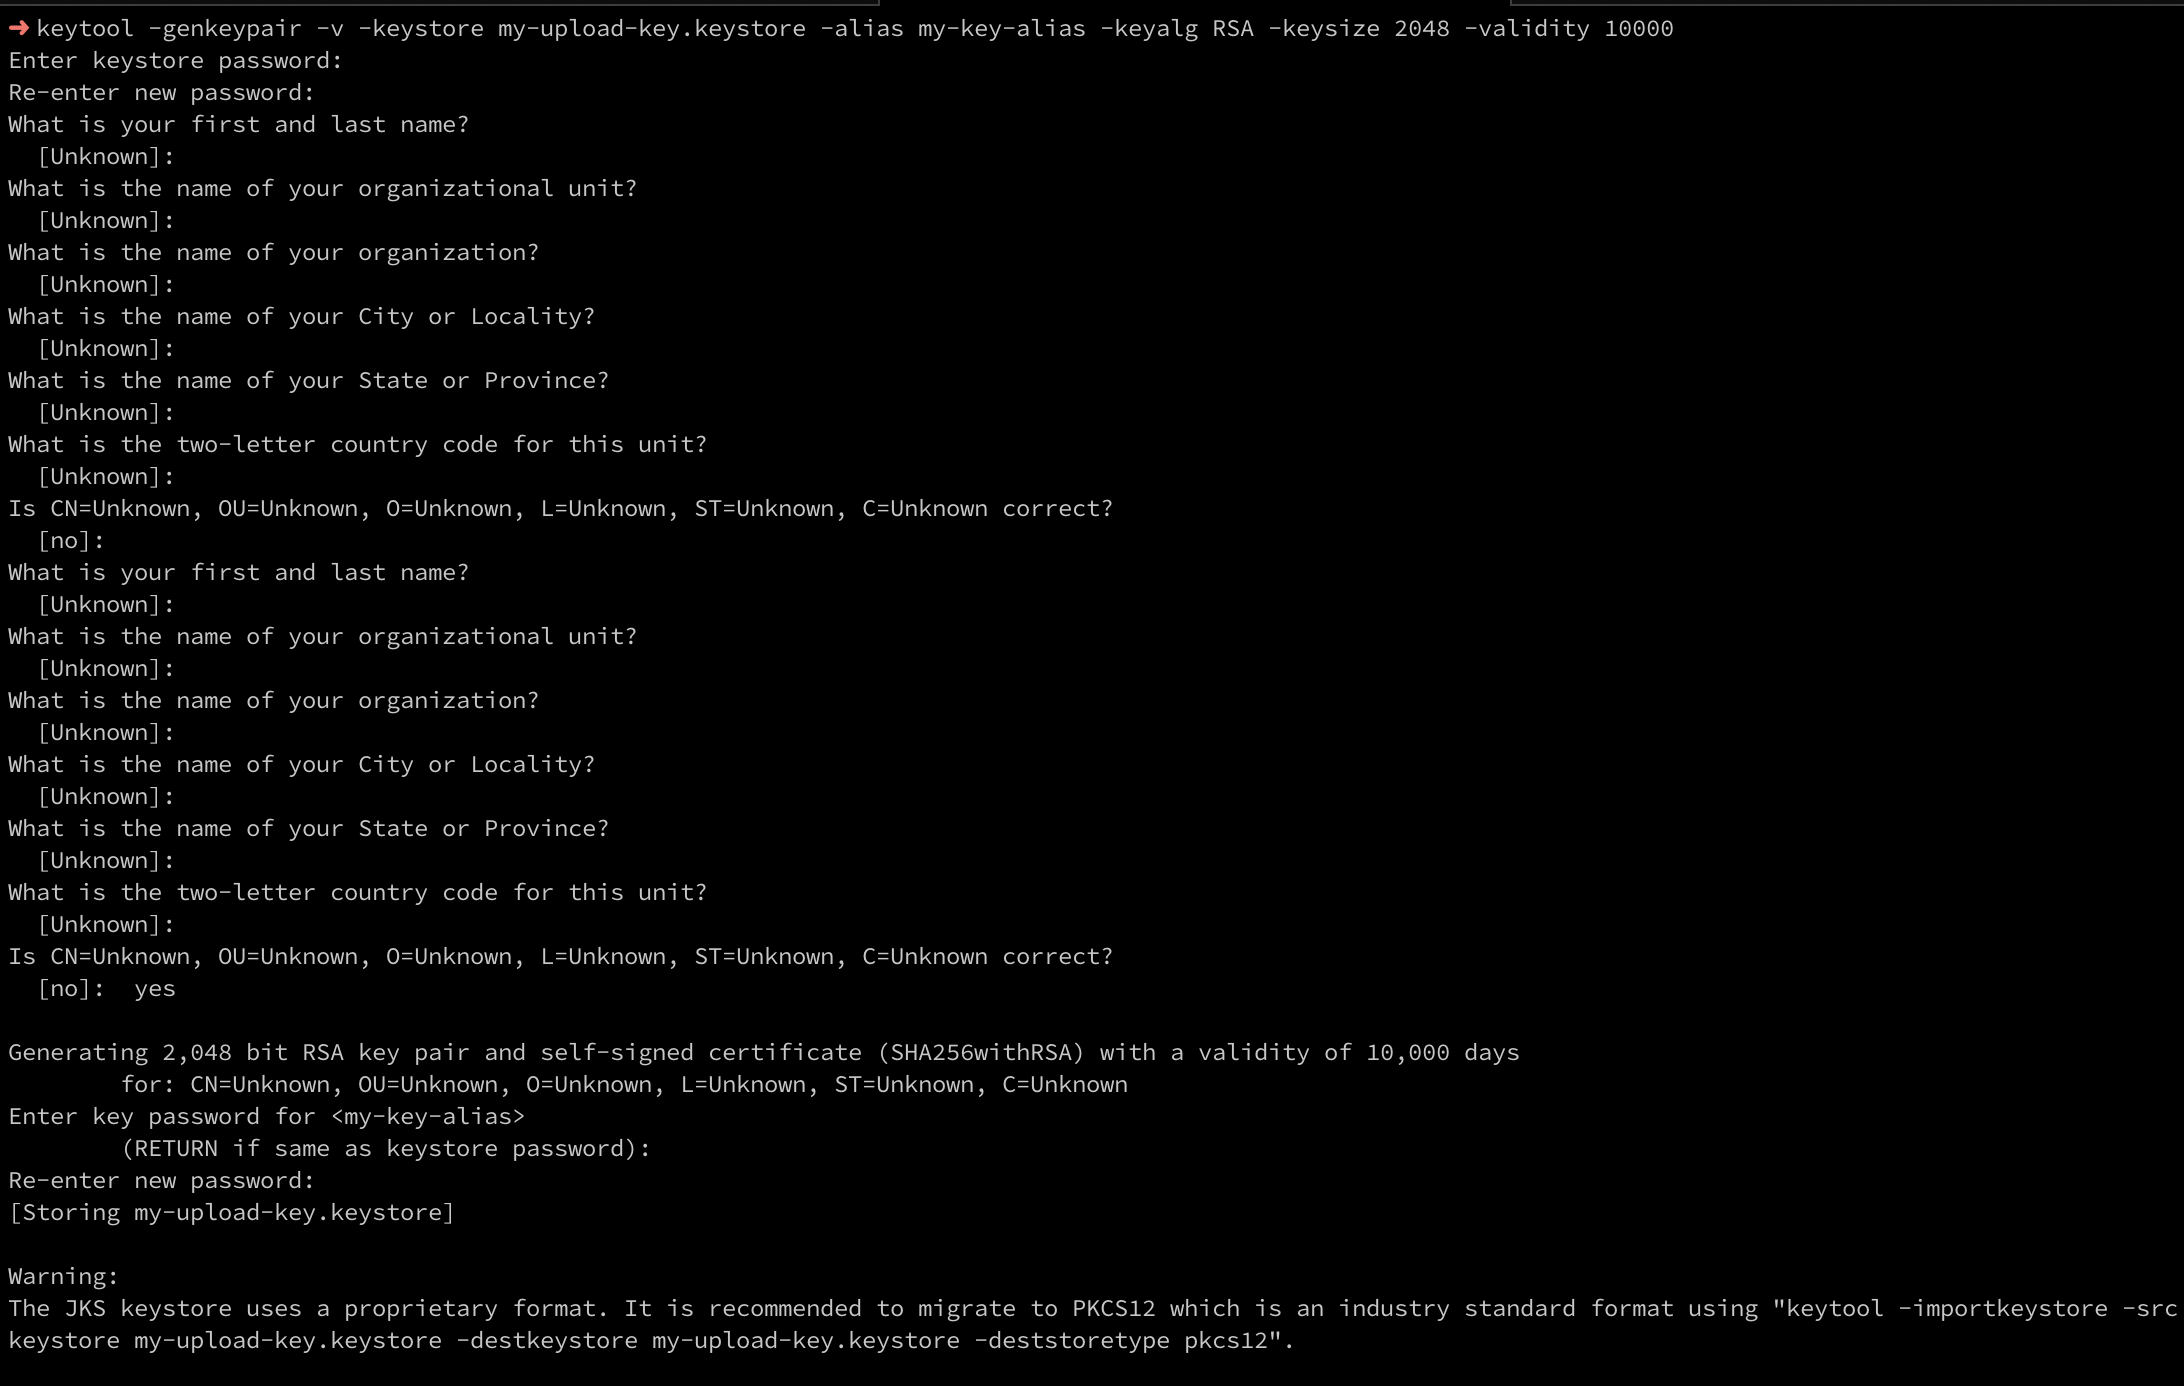 ➜ keytool -genkeypair -v -keystore my-upload-key.keystore -alias my-key-alias -keyalg RSA -keysize 2048 -validity 10000
Enter keystore password:
Re-enter new password:
What is your first and last name?
  [Unknown]:
What is the name of your organizational unit?
  [Unknown]:
What is the name of your organization?
  [Unknown]:
What is the name of your City or Locality?
  [Unknown]:
What is the name of your State or Province?
  [Unknown]:
What is the two-letter country code for this unit?
  [Unknown]:
Is CN=Unknown, OU=Unknown, O=Unknown, L=Unknown, ST=Unknown, C=Unknown correct?
  [no]:
What is your first and last name?
  [Unknown]:
What is the name of your organizational unit?
  [Unknown]:
What is the name of your organization?
  [Unknown]:
What is the name of your City or Locality?
  [Unknown]:
What is the name of your State or Province?
  [Unknown]:
What is the two-letter country code for this unit?
  [Unknown]:
Is CN=Unknown, OU=Unknown, O=Unknown, L=Unknown, ST=Unknown, C=Unknown correct?
  [no]:  yes

Generating 2,048 bit RSA key pair and self-signed certificate (SHA256withRSA) with a validity of 10,000 days
        for: CN=Unknown, OU=Unknown, O=Unknown, L=Unknown, ST=Unknown, C=Unknown
Enter key password for <my-key-alias>
        (RETURN if same as keystore password):
Re-enter new password:
[Storing my-upload-key.keystore]

Warning:
The JKS keystore uses a proprietary format. It is recommended to migrate to PKCS12 which is an industry standard format using "keytool -importkeystore -src
keystore my-upload-key.keystore -destkeystore my-upload-key.keystore -deststoretype pkcs12".